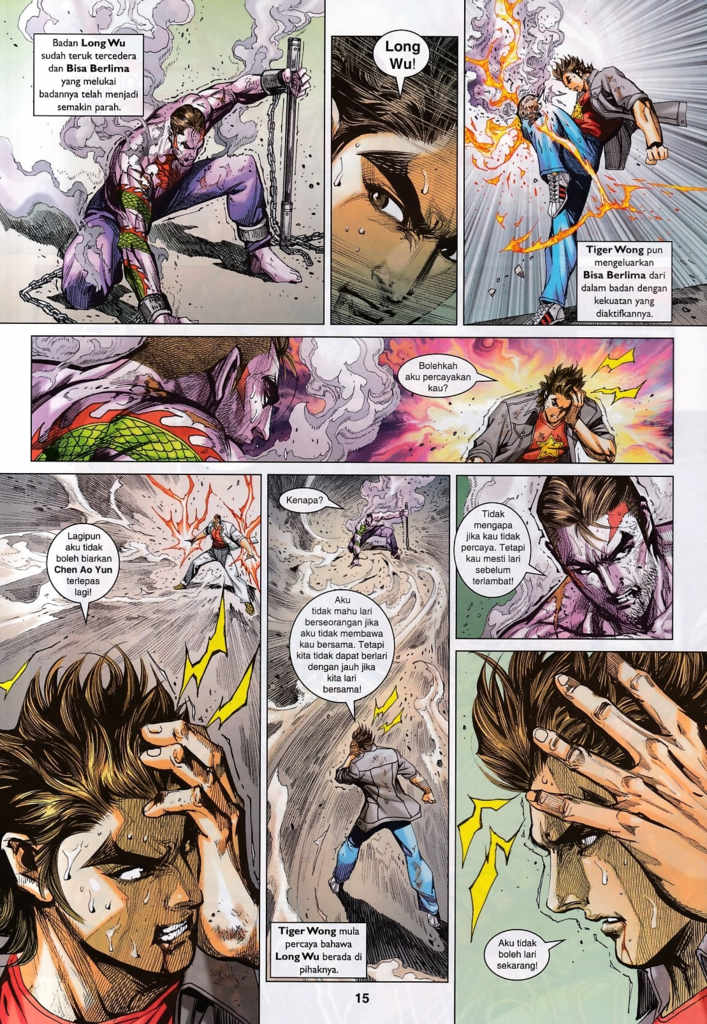 Badan Long Wu
sudah teruk tercedera
dan Bisa Berlima
yang melukai
badannya telah menjadi
semakin parah.
Long
Wu!
Tiger Wong pun
mengeluarkan
Bisa Berlima dari
dalam badan dengan
kekuatan yang
diaktifkannya.
Bolehkah
aku percayakan
kau?
Lagipun
aku tidak
boleh biarkan
Chen Ao Yun
terlepas
lagi!
Kenapa?
Aku
tidak mahu lari
berseorangan jika
aku tidak membawa
kau bersama. Tetapi
kita tidak dapat berlari
dengan jauh jika
kita lari
bersama!
Tiger Wong mula
percaya bahawa
Long Wu berada di
pihaknya.
Tidak
mengapa
jika kau tidak
percaya. Tetapi
kau mesti lari
sebelum
terlambat!
Aku tidak
boleh lari
sekarang!
15